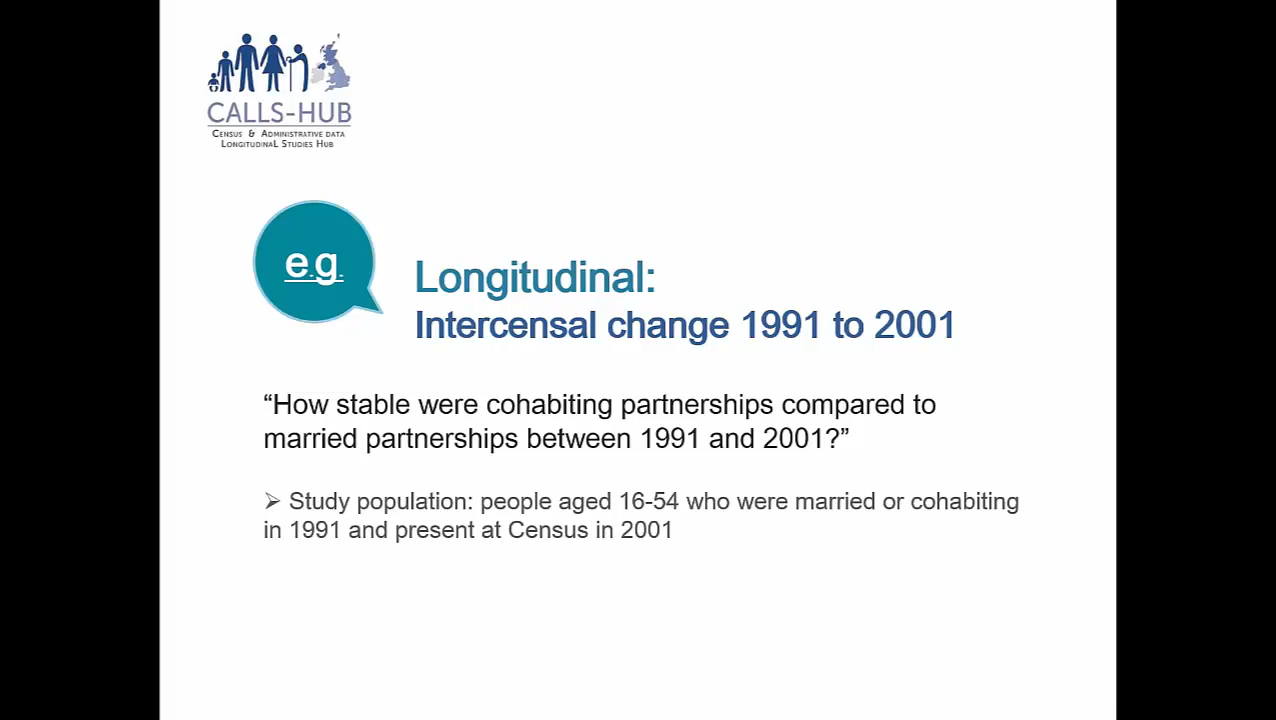 CALLS-HUB
CENSUS & ADMINISTRATIVE DATA
LONGITUDINAL STUDIES HUB
e.g.
Longitudinal:
Intercensal change 1991 to 2001
“How stable were cohabiting partnerships compared to
married partnerships between 1991 and 2001?”
➢ Study population: people aged 16-54 who were married or cohabiting
in 1991 and present at Census in 2001